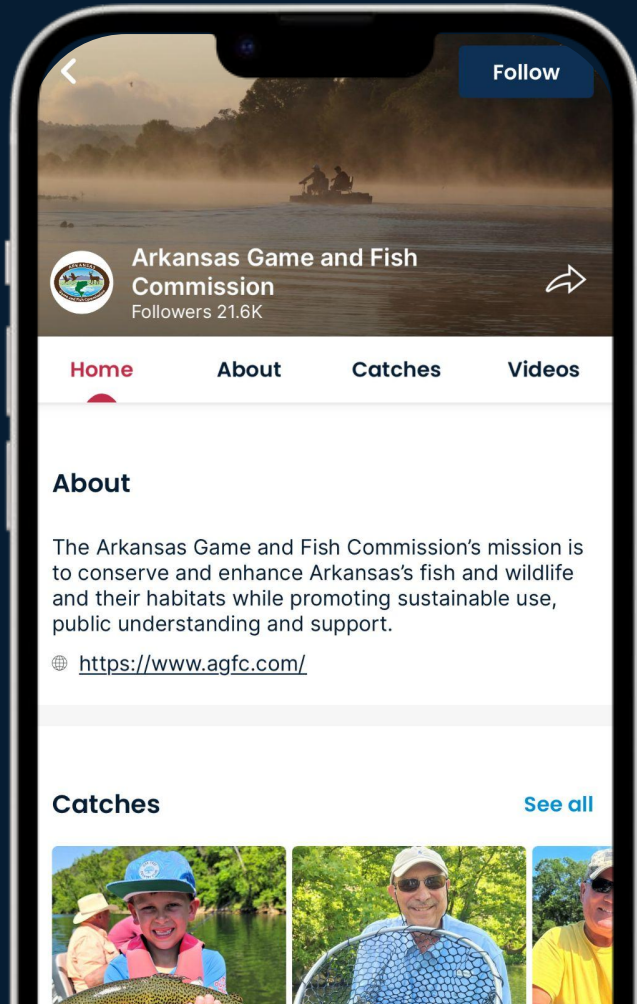 Follow
Arkansas Game and Fish
Commission
Followers 21.6K
Home About Catches Videos
About
The Arkansas Game and Fish Commission’s mission is
to conserve and enhance Arkansas’s fish and wildlife
and their habitats while promoting sustainable use,
public understanding and support.
https://www.agfc.com/
Catches See all